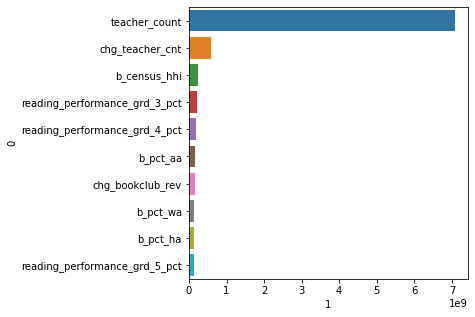 teacher_count
chg_teacher_cnt
b_census_hhi
reading_performance_grd_3_pct
reading_performance_grd_4_pct
b_pct_aa
chg_bookclub_rev
b_pct_wa
b_pct_ha
reading_performance_grd_5_pct
0
0 1 2 3 4 5 6 7
1e9
1